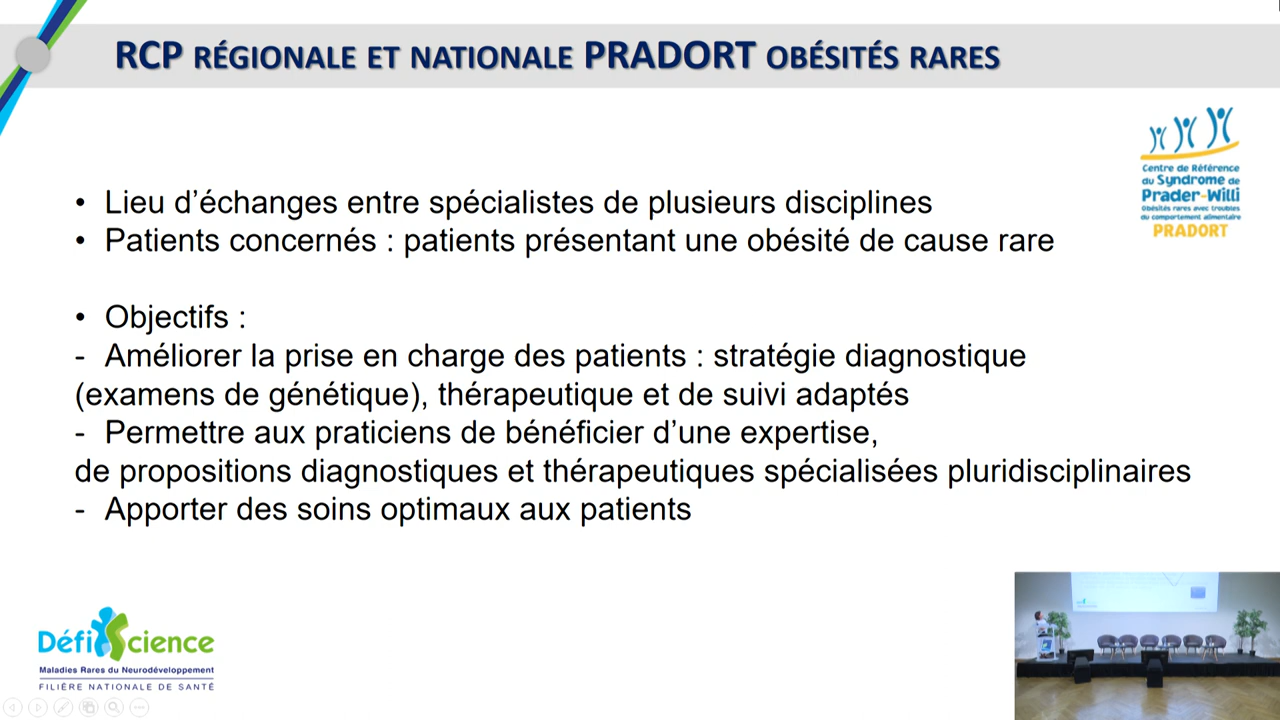 RCP RÉGIONALE ET NATIONALE PRADORT OBÉSITÉS RARES
Centre de Référence
du Syndrome de
Prader-Willi
Obésités rares avec troubles
du comportement alimentaire
PRADORT
• Lieu d’échanges entre spécialistes de plusieurs disciplines
• Patients concernés : patients présentant une obésité de cause rare
• Objectifs :
- Améliorer la prise en charge des patients : stratégie diagnostique
(examens de génétique), thérapeutique et de suivi adaptés
- Permettre aux praticiens de bénéficier d’une expertise,
de propositions diagnostiques et thérapeutiques spécialisées pluridisciplinaires
- Apporter des soins optimaux aux patients
DéfiScience
Maladies Rares du Neurodéveloppement
FILIÈRE NATIONALE DE SANTÉ